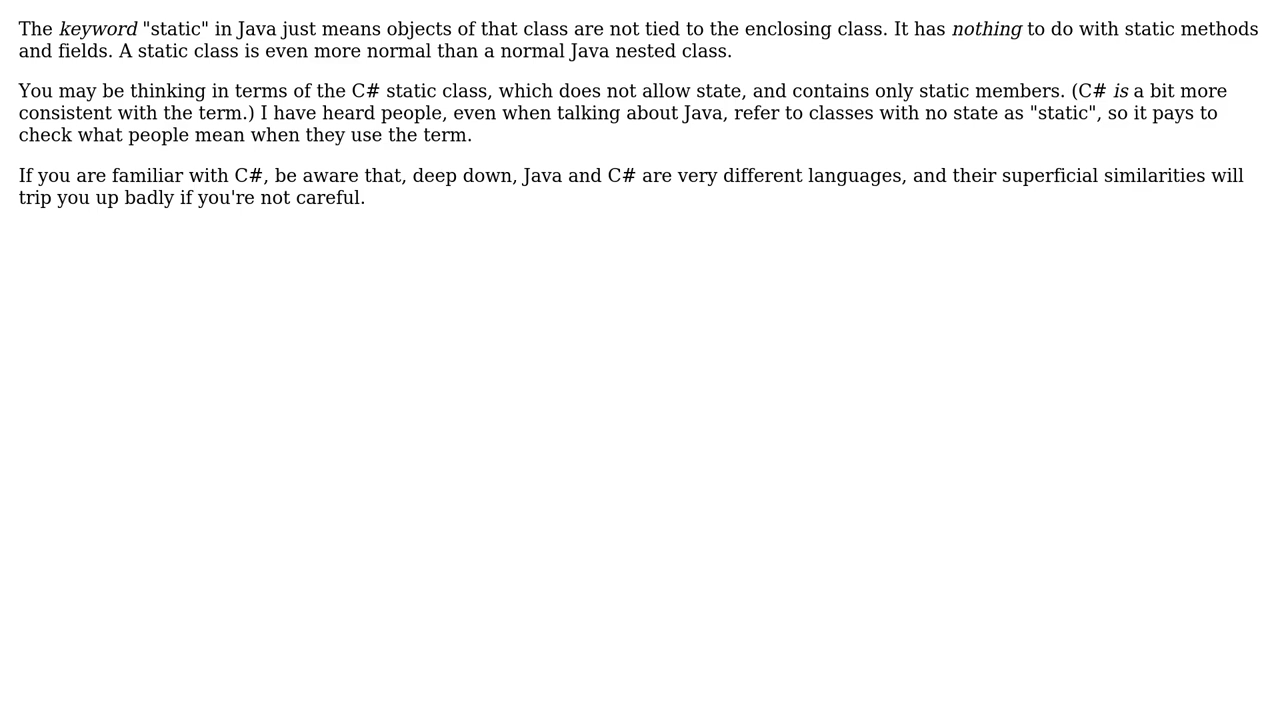 The keyword "static" in Java just means objects of that class are not tied to the enclosing class. It has nothing to do with static methods
and fields. A static class is even more normal than a normal Java nested class.
You may be thinking in terms of the C# static class, which does not allow state, and contains only static members. (C# is a bit more
consistent with the term.) I have heard people, even when talking about Java, refer to classes with no state as "static", so it pays to
check what people mean when they use the term.
If you are familiar with C#, be aware that, deep down, Java and C# are very different languages, and their superficial similarities will
trip you up badly if you're not careful.